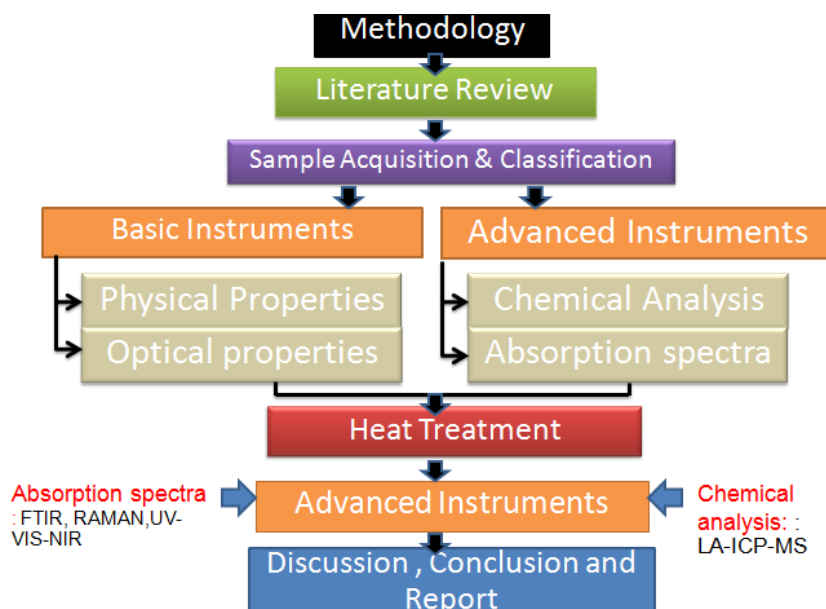 Methodology
Literature Review
Sample Acquisition & Classification
Basic Instruments
Advanced Instruments
Physical Properties
Chemical Analysis
Optical properties
Absorption spectra
Heat Treatment
Absorption spectra
: FTIR, RAMAN,UV-
VIS-NIR
Advanced Instruments
Chemical
analysis: :
LA-ICP-MS
Discussion , Conclusion and
Report